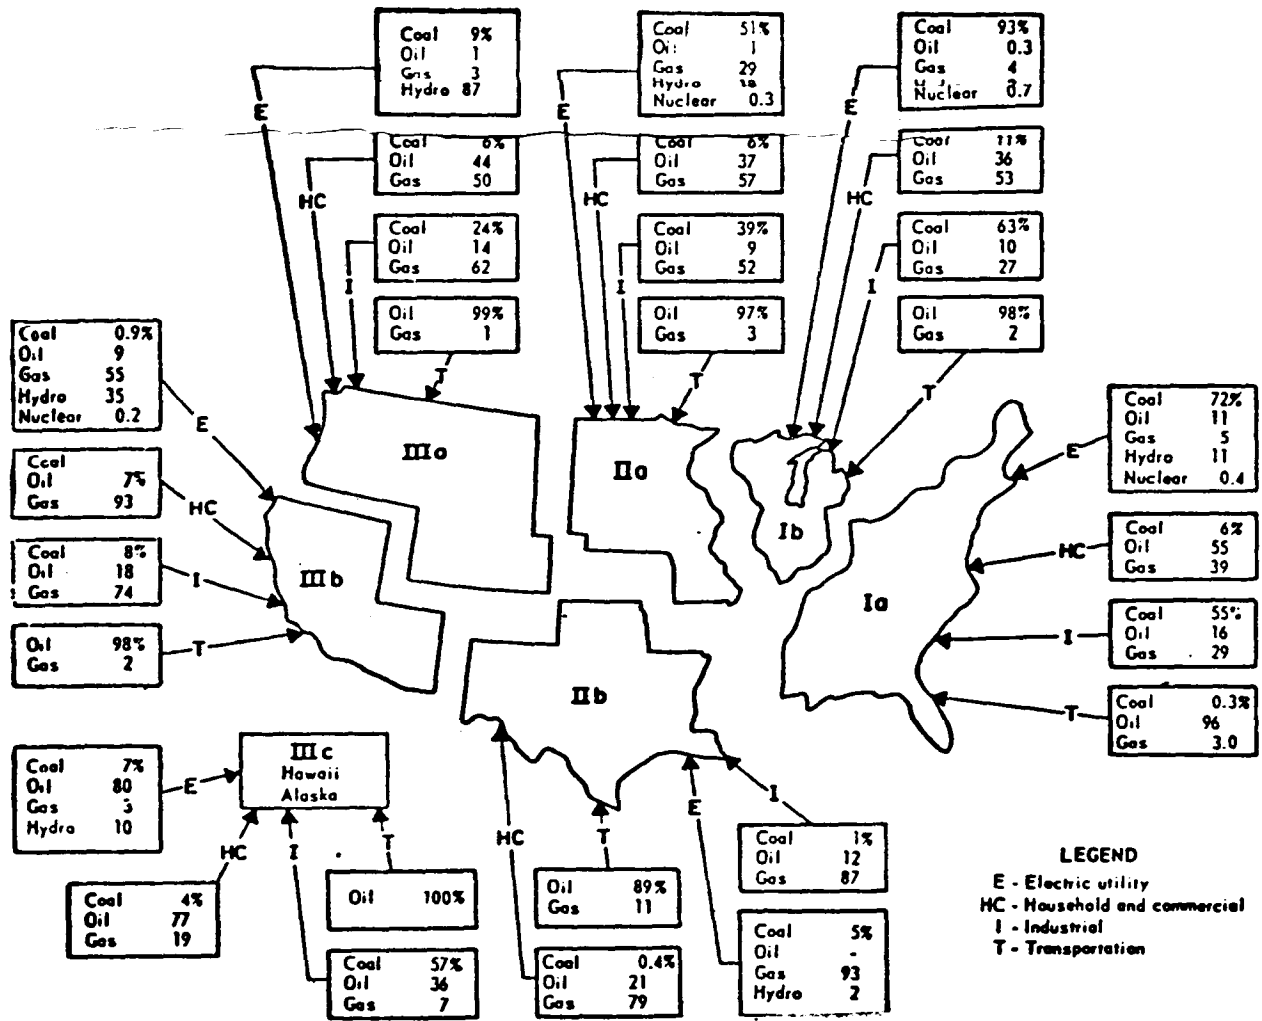 Coal 9%
Oil 1
Gas 3
Hydro 87
E
Coal 6%
Oil 44
Gas 50
HC
Coal 24%
Oil 14
Gas 62
I
Oil 99%
Gas 1
T
Coal 51%
Oil 1
Gas 29
Hydro
Nuclear 0.3
E
Coal 6%
Oil 37
Gas 57
HC
Coal 39%
Oil 9
Gas 52
I
Oil 97%
Gas 3
T
Coal 93%
Oil 0.3
Gas 4
Nuclear 0.7
E
Coal 11%
Oil 36
Gas 53
HC
Coal 63%
Oil 10
Gas 27
I
Oil 98%
Gas 2
T
Coal 0.9%
Oil 9
Gas 55
Hydro 35
Nuclear 0.2
E
Coal
Oil 7%
Gas 93
HC
Coal 8%
Oil 18
Gas 74
I
Oil 98%
Gas 2
T
IIIa
IIa
Ib
Ia
IIIb
IIb
Coal 72%
Oil 11
Gas 5
Hydro 11
Nuclear 0.4
E
Coal 6%
Oil 55
Gas 39
HC
Coal 55%
Oil 16
Gas 29
I
Coal 0.3%
Oil 96
Gas 3.0
T
IIIc
Hawaii
Alaska
Coal 7%
Oil 80
Gas 3
Hydro 10
E
Coal 4%
Oil 77
Gas 19
HC
Coal 57%
Oil 36
Gas 7
I
Oil 100%
T
Coal 0.4%
Oil 21
Gas 79
HC
Oil 89%
Gas 11
T
Coal 5%
Oil -
Gas 93
Hydro 2
E
Coal 1%
Oil 12
Gas 87
I
LEGEND
E - Electric utility
HC - Household and commercial
I - Industrial
T - Transportation